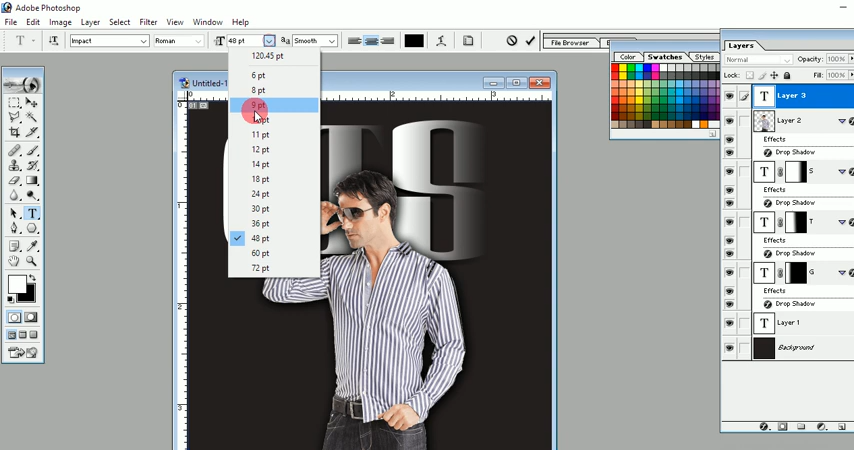 Adobe Photoshop
File Edit Image Layer Select Filter View Window Help
Impact Roman 48 pt Smooth File Browser
120.45 pt
6 pt
8 pt
9 pt
11 pt
12 pt
14 pt
18 pt
24 pt
30 pt
36 pt
48 pt
60 pt
72 pt
Untitled-1
TS
Color Swatches Styles
Layers
Normal Opacity: 100%
Lock: Fill: 100%
Layer 3
Layer 2
Effects
Drop Shadow
S
Effects
Drop Shadow
T
Effects
Drop Shadow
G
Effects
Drop Shadow
Layer 1
Background